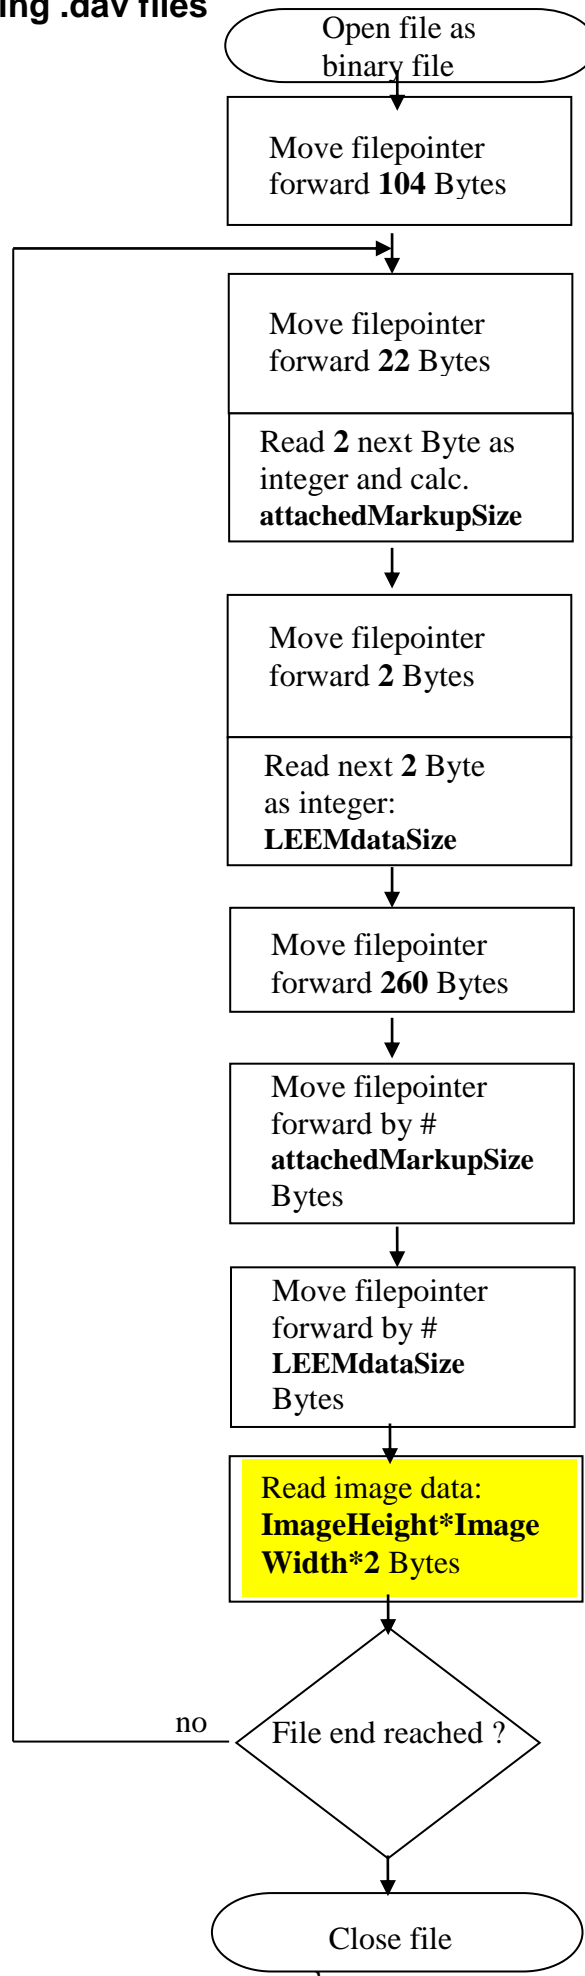 ing .dav files
Open file as
binary file
Move filepointer
forward 104 Bytes
Move filepointer
forward 22 Bytes
Read 2 next Byte as
integer and calc.
attachedMarkupSize
Move filepointer
forward 2 Bytes
Read next 2 Byte
as integer:
LEEMdataSize
Move filepointer
forward 260 Bytes
Move filepointer
forward by #
attachedMarkupSize
Bytes
Move filepointer
forward by #
LEEMdataSize
Bytes
Read image data:
ImageHeight*Image
Width*2 Bytes
no
File end reached ?
Close file